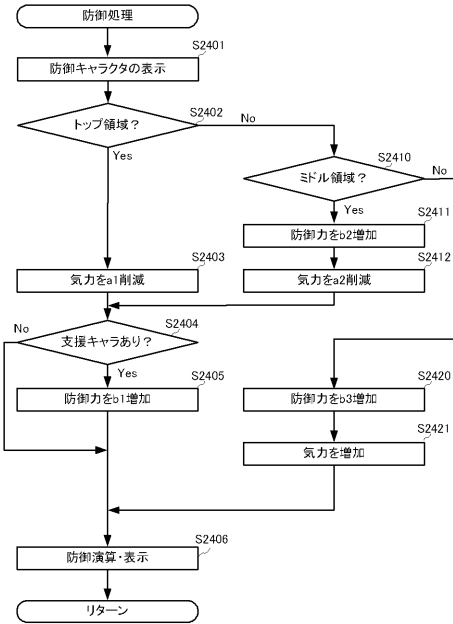 防御処理
S2401
防御キャラクタの表示
S2402
トップ領域？
No
Yes
S2410
ミドル領域？
No
Yes
S2411
防御力をb2増加
S2403
気力をa1削減
S2412
気力をa2削減
S2404
支援キャラあり？
No
Yes
S2405
防御力をb1増加
S2420
防御力をb3増加
S2421
気力を増加
S2406
防御演算・表示
リターン